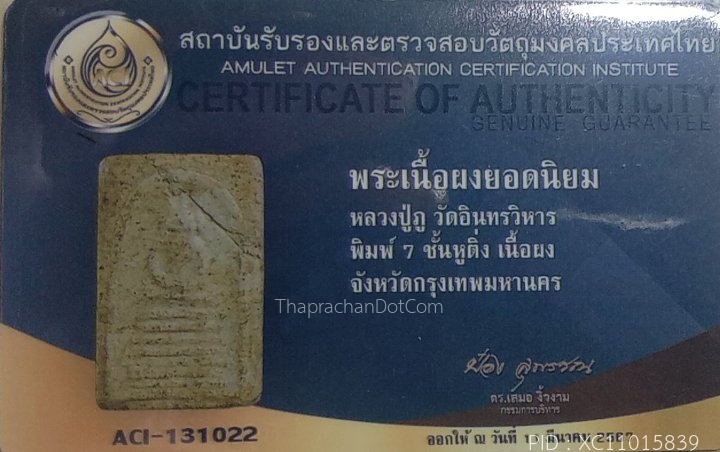 สถาบันรับรองและตรวจสอบวัตถุมงคลประเทศไทย
AMULET AUTHENTICATION CERTIFICATION INSTITUTE
CERTIFICATE OF AUTHENTICITY
GENUINE GUARANTEE
พระเนื้อผงยอดนิยม
หลวงปู่ภู วัดอินทรวิหาร
พิมพ์ 7 ชั้นหูติ่ง เนื้อผง
จังหวัดกรุงเทพมหานคร
ThaprachanDotCom
ดร.เสมอ งิ้วงาม
กรรมการบริหาร
ACI-131022
ออกให้ ณ วันที่ มีนาคม
PID : XC11015839